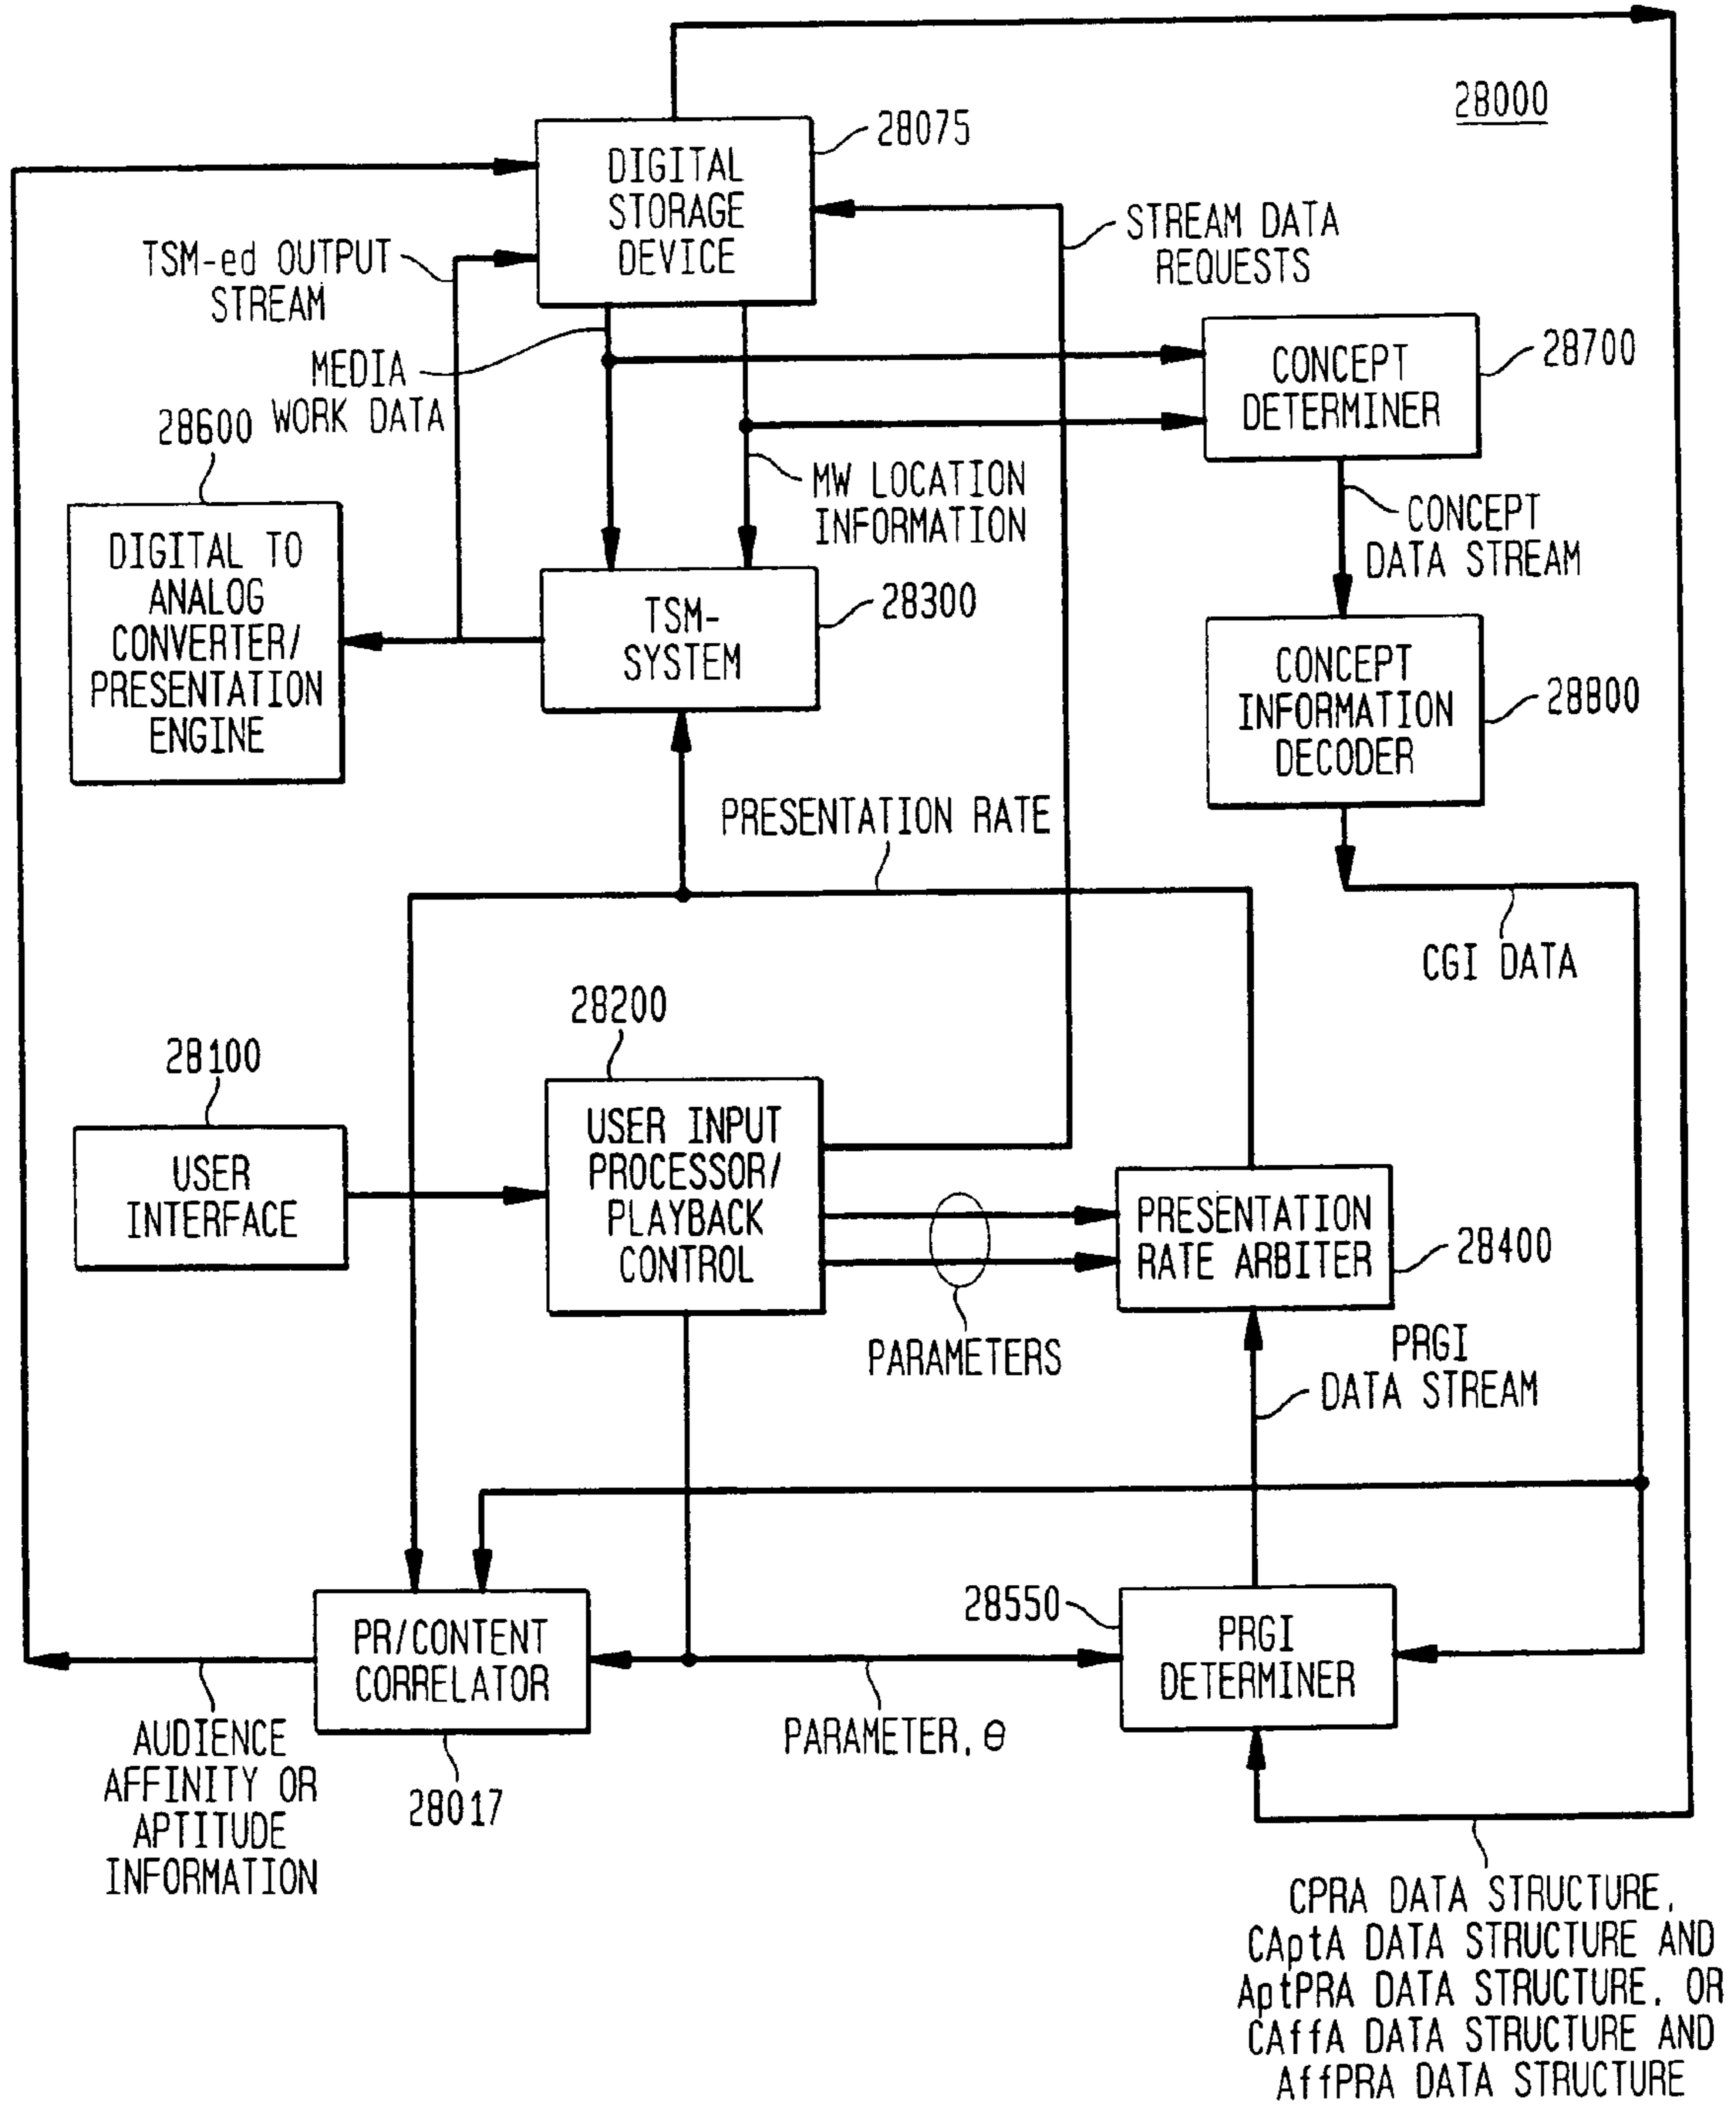 28000
28075
DIGITAL
STORAGE
DEVICE
STREAM DATA
REQUESTS
TSM-ed OUTPUT
STREAM
MEDIA
WORK DATA
28700
CONCEPT
DETERMINER
28600
MW LOCATION
INFORMATION
CONCEPT
DATA STREAM
DIGITAL TO
ANALOG
CONVERTER/
PRESENTATION
ENGINE
28300
TSM-
SYSTEM
CONCEPT
INFORMATION
DECODER
28800
PRESENTATION RATE
CGI DATA
28200
28100
USER INPUT
PROCESSOR/
PLAYBACK
CONTROL
USER
INTERFACE
PRESENTATION
RATE ARBITER
28400
PARAMETERS
PRGI
DATA STREAM
28550
PR/CONTENT
CORRELATOR
PRGI
DETERMINER
PARAMETER, θ
AUDIENCE
AFFINITY OR
APTITUDE
INFORMATION
28017
CPRA DATA STRUCTURE,
CAptA DATA STRUCTURE AND
AptPRA DATA STRUCTURE, OR
CAffA DATA STRUCTURE AND
AffPRA DATA STRUCTURE